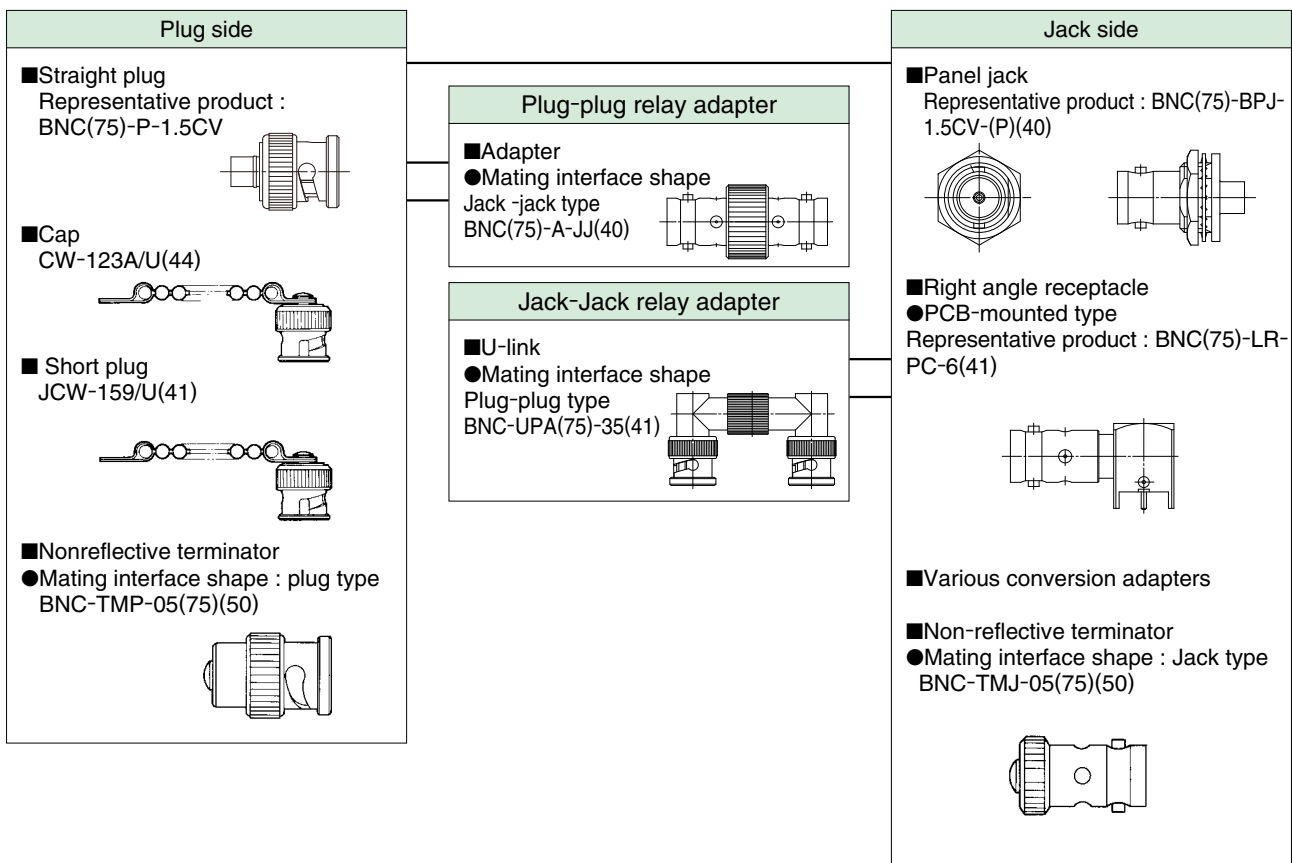 Plug side
■Straight plug
Representative product :
BNC(75)-P-1.5CV
■Cap
CW-123A/U(44)
■ Short plug
JCW-159/U(41)
■Nonreflective terminator
●Mating interface shape : plug type
BNC-TMP-05(75)(50)
Plug-plug relay adapter
■Adapter
●Mating interface shape
Jack -jack type
BNC(75)-A-JJ(40)
Jack-Jack relay adapter
■U-link
●Mating interface shape
Plug-plug type
BNC-UPA(75)-35(41)
Jack side
■Panel jack
Representative product : BNC(75)-BPJ-
1.5CV-(P)(40)
■Right angle receptacle
●PCB-mounted type
Representative product : BNC(75)-LR-
PC-6(41)
■Various conversion adapters
■Non-reflective terminator
●Mating interface shape : Jack type
BNC-TMJ-05(75)(50)